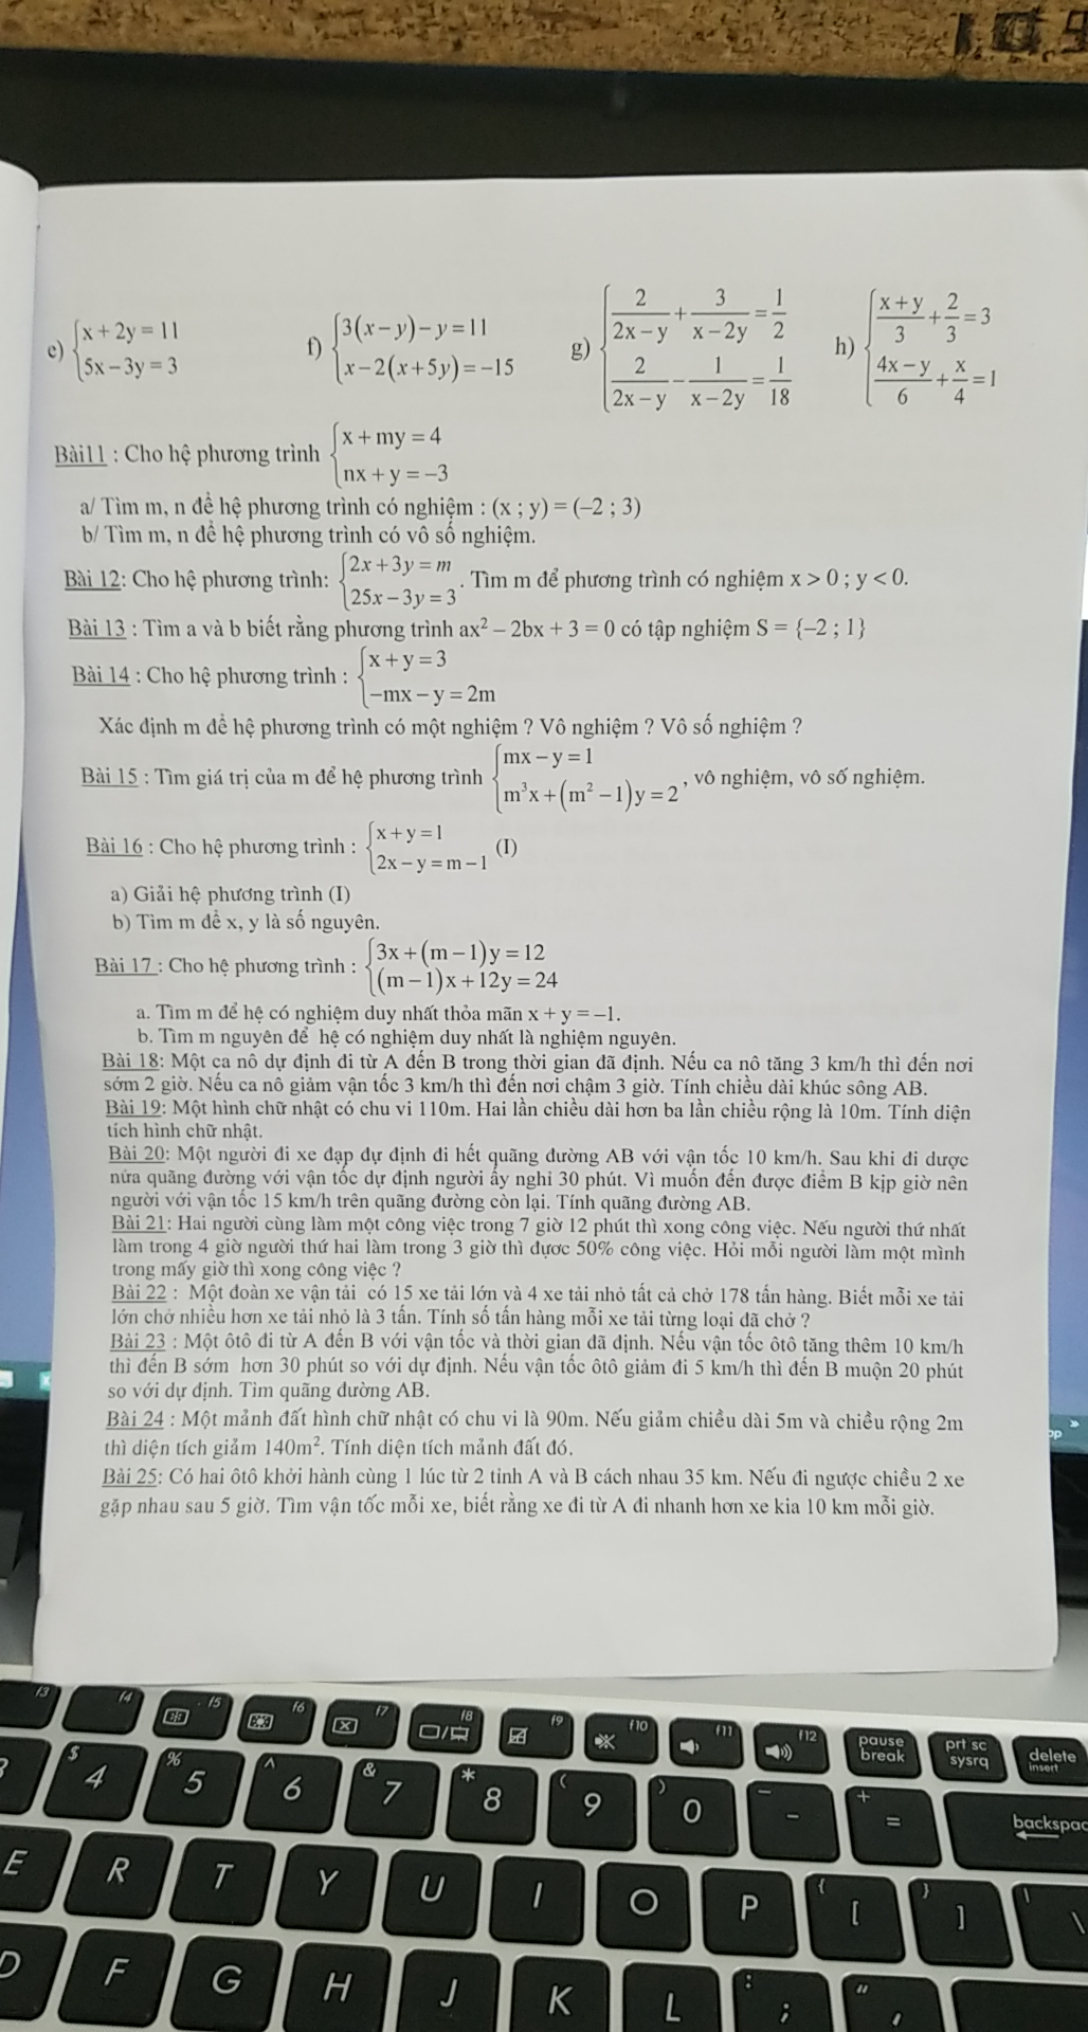 1.0.5
e) {x + 2y = 11
{5x − 3y = 3
f) {3(x − y) − y = 11
{x − 2(x + 5y) = −15
g) {2/(2x − y) + 3/(x − 2y) = 1/2
{2/(2x − y) − 1/(x − 2y) = 1/18
h) {(x + y)/3 + 2/3 = 3
{(4x − y)/6 + x/4 = 1
Bài11 : Cho hệ phương trình {x + my = 4
{nx + y = −3
a/ Tìm m, n để hệ phương trình có nghiệm : (x ; y) = (−2 ; 3)
b/ Tìm m, n để hệ phương trình có vô số nghiệm.
Bài 12: Cho hệ phương trình: {2x + 3y = m
{25x − 3y = 3 . Tìm m để phương trình có nghiệm x > 0 ; y < 0.
Bài 13 : Tìm a và b biết rằng phương trình ax² − 2bx + 3 = 0 có tập nghiệm S = {−2 ; 1}
Bài 14 : Cho hệ phương trình : {x + y = 3
{−mx − y = 2m
Xác định m để hệ phương trình có một nghiệm ? Vô nghiệm ? Vô số nghiệm ?
Bài 15 : Tìm giá trị của m để hệ phương trình {mx − y = 1
{m³x + (m² − 1)y = 2 , vô nghiệm, vô số nghiệm.
Bài 16 : Cho hệ phương trình : {x + y = 1
{2x − y = m − 1 (I)
a) Giải hệ phương trình (I)
b) Tìm m để x, y là số nguyên.
Bài 17 : Cho hệ phương trình : {3x + (m − 1)y = 12
{(m − 1)x + 12y = 24
a. Tìm m để hệ có nghiệm duy nhất thỏa mãn x + y = −1.
b. Tìm m nguyên để hệ có nghiệm duy nhất là nghiệm nguyên.
Bài 18: Một ca nô dự định đi từ A đến B trong thời gian đã định. Nếu ca nô tăng 3 km/h thì đến nơi
sớm 2 giờ. Nếu ca nô giảm vận tốc 3 km/h thì đến nơi chậm 3 giờ. Tính chiều dài khúc sông AB.
Bài 19: Một hình chữ nhật có chu vi 110m. Hai lần chiều dài hơn ba lần chiều rộng là 10m. Tính diện
tích hình chữ nhật.
Bài 20: Một người đi xe đạp dự định đi hết quãng đường AB với vận tốc 10 km/h. Sau khi đi dược
nửa quãng đường với vận tốc dự định người ấy nghỉ 30 phút. Vì muốn đến được điểm B kịp giờ nên
người với vận tốc 15 km/h trên quãng đường còn lại. Tính quãng đường AB.
Bài 21: Hai người cùng làm một công việc trong 7 giờ 12 phút thì xong công việc. Nếu người thứ nhất
làm trong 4 giờ người thứ hai làm trong 3 giờ thì được 50% công việc. Hỏi mỗi người làm một mình
trong mấy giờ thì xong công việc ?
Bài 22 : Một đoàn xe vận tải có 15 xe tải lớn và 4 xe tải nhỏ tất cả chở 178 tấn hàng. Biết mỗi xe tải
lớn chở nhiều hơn xe tải nhỏ là 3 tấn. Tính số tấn hàng mỗi xe tải từng loại đã chở ?
Bài 23 : Một ôtô đi từ A đến B với vận tốc và thời gian đã định. Nếu vận tốc ôtô tăng thêm 10 km/h
thì đến B sớm hơn 30 phút so với dự định. Nếu vận tốc ôtô giảm đi 5 km/h thì đến B muộn 20 phút
so với dự định. Tìm quãng đường AB.
Bài 24 : Một mảnh đất hình chữ nhật có chu vi là 90m. Nếu giảm chiều dài 5m và chiều rộng 2m
thì diện tích giảm 140m². Tính diện tích mảnh đất đó.
Bài 25: Có hai ôtô khởi hành cùng 1 lúc từ 2 tỉnh A và B cách nhau 35 km. Nếu đi ngược chiều 2 xe
gặp nhau sau 5 giờ. Tìm vận tốc mỗi xe, biết rằng xe đi từ A đi nhanh hơn xe kia 10 km mỗi giờ.
f3 f4 f5 f6 f7 f8 f9 f10 f11 f12 pause break prt sc sysrq delete insert
$ 4 % 5 ^ 6 & 7 * 8 ( 9 ) 0 _ - + = backspac
E R T Y U I O P { [ } ] | \
D F G H J K L : ; " '